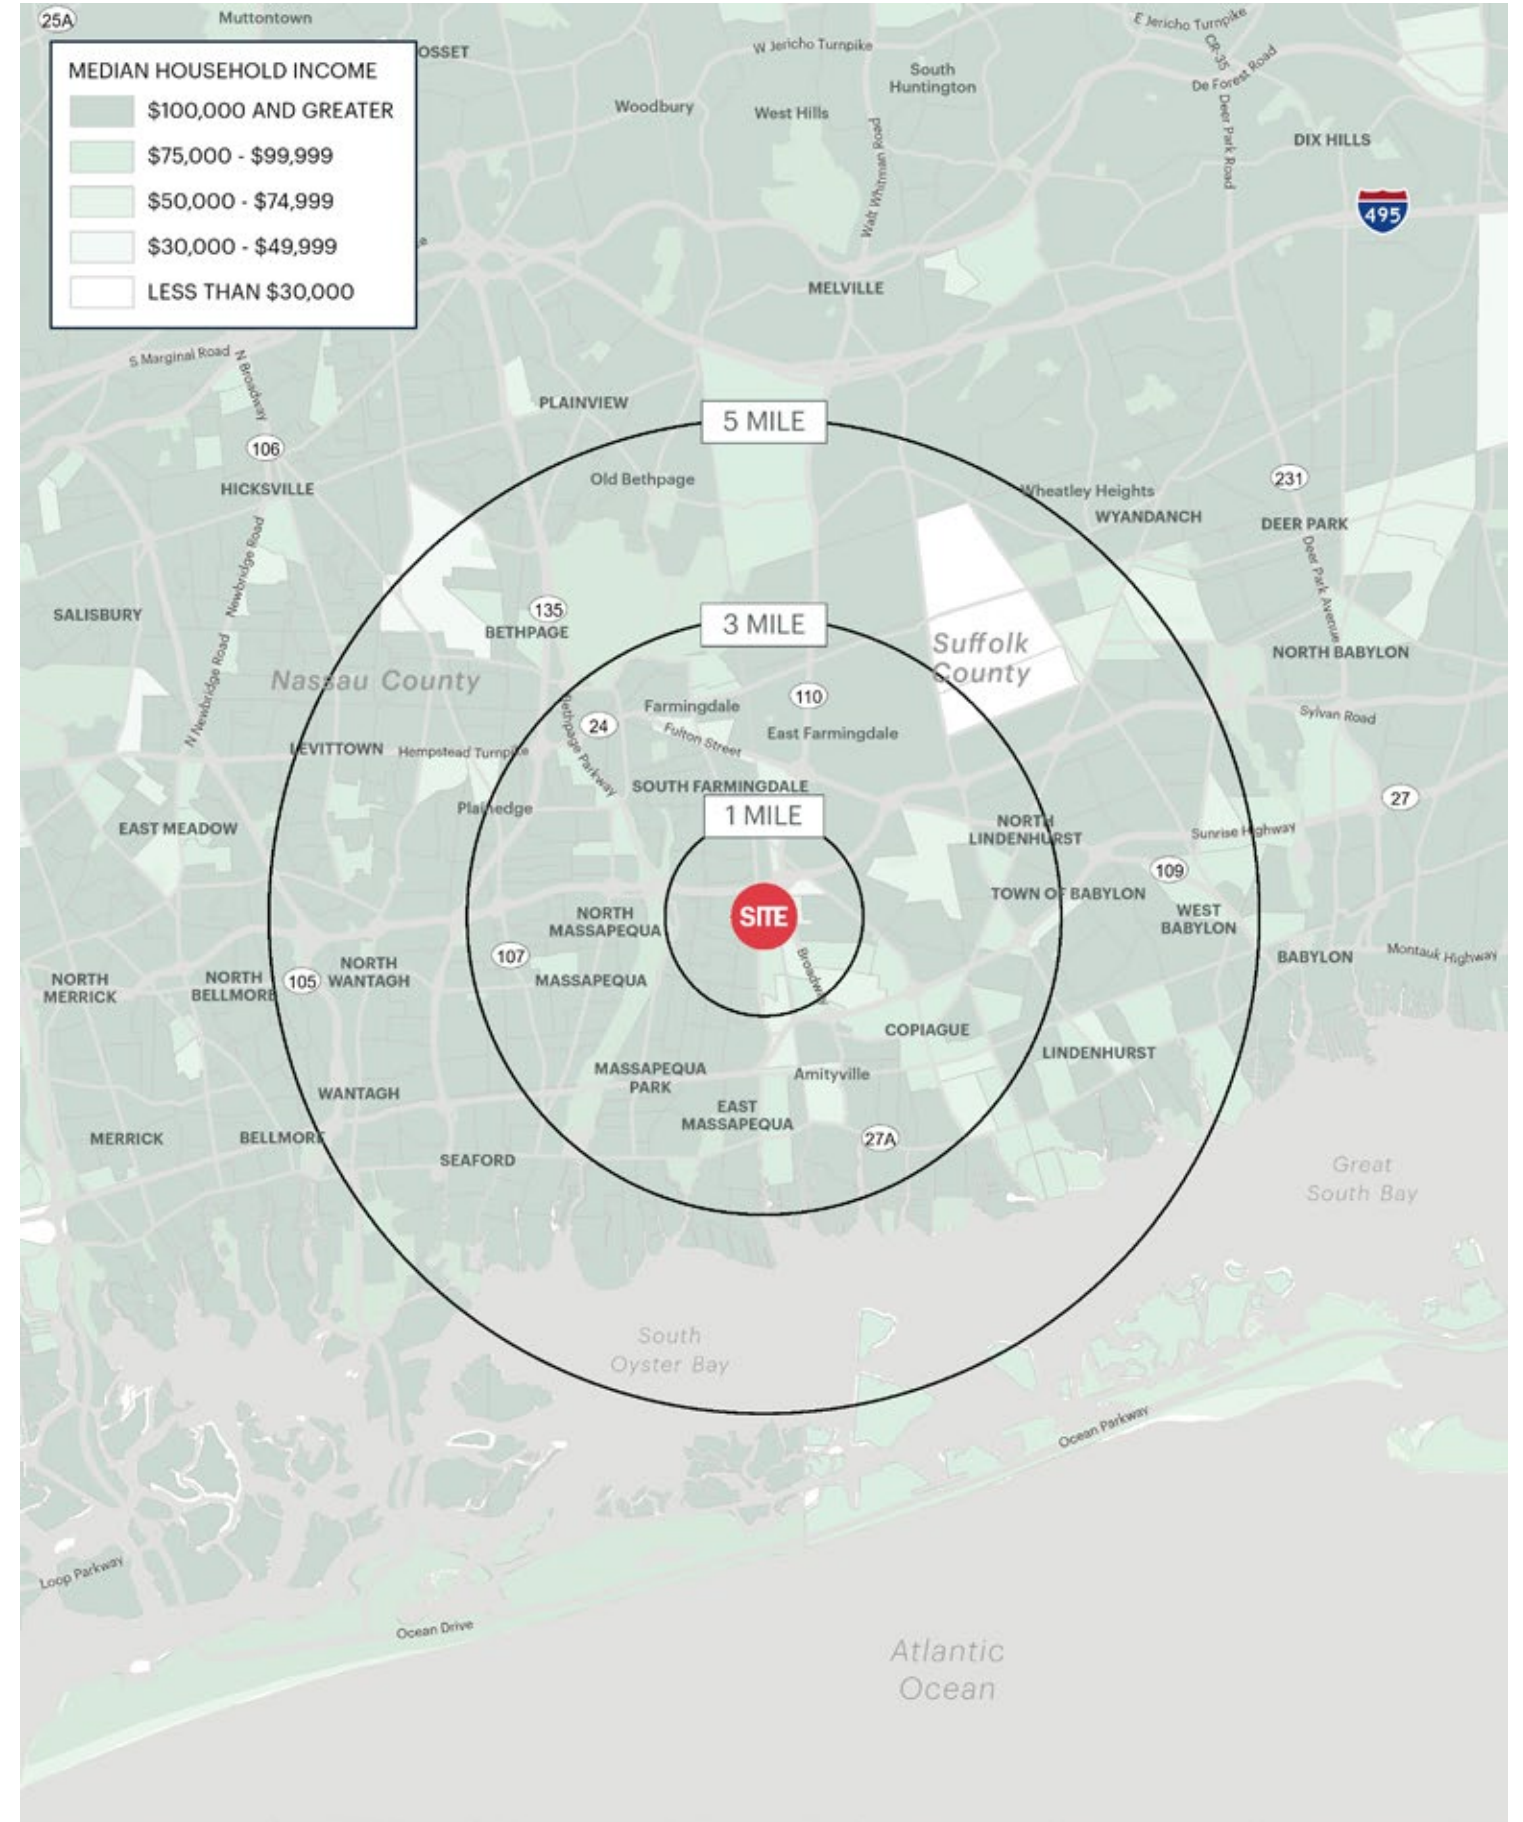 25A
Muttontown
OSSET
W Jericho Turnpike
E Jericho Turnpike
CR-35
De Forest Road
Deer Park Road
South
Huntington
Woodbury
West Hills
Walt Whitman Road
DIX HILLS
495
MELVILLE
MEDIAN HOUSEHOLD INCOME
$100,000 AND GREATER
$75,000 - $99,999
$50,000 - $74,999
$30,000 - $49,999
LESS THAN $30,000
S Marginal Road
N Broadway
PLAINVIEW
5 MILE
106
HICKSVILLE
Old Bethpage
Wheatley Heights
WYANDANCH
231
DEER PARK
Deer Park Avenue
Newbridge Road
SALISBURY
135
BETHPAGE
3 MILE
Suffolk
County
NORTH BABYLON
Nassau County
N Newbridge Road
110
Farmingdale
24
Fulton Street
East Farmingdale
Sylvan Road
LEVITTOWN
Hempstead Turnpike
Bethpage Parkway
SOUTH FARMINGDALE
27
Plainedge
1 MILE
EAST MEADOW
NORTH
LINDENHURST
Sunrise Highway
109
TOWN OF BABYLON
SITE
NORTH
MASSAPEQUA
WEST
BABYLON
107
Broadway
BABYLON
Montauk Highway
NORTH
MERRICK
NORTH
BELLMORE
105
NORTH
WANTAGH
MASSAPEQUA
COPIAGUE
LINDENHURST
MASSAPEQUA
PARK
Amityville
WANTAGH
EAST
MASSAPEQUA
27A
MERRICK
BELLMORE
SEAFORD
Great
South Bay
South
Oyster Bay
Ocean Parkway
Loop Parkway
Ocean Drive
Atlantic
Ocean